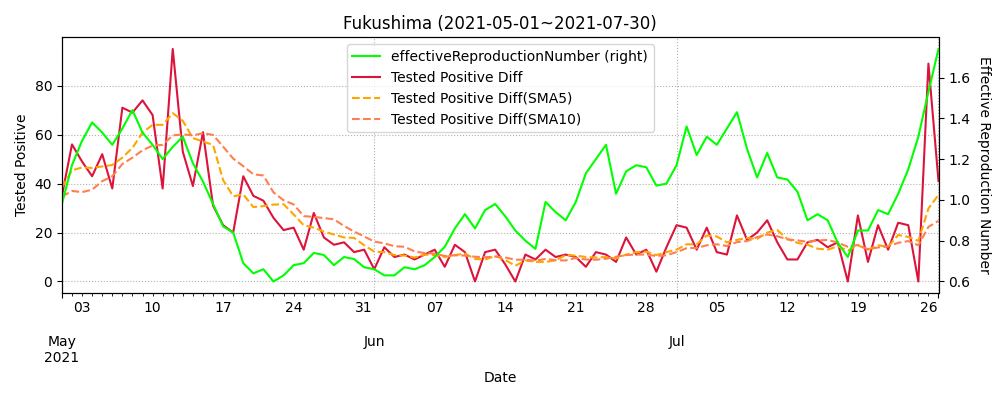 Fukushima (2021-05-01~2021-07-30)
effectiveReproductionNumber (right)
Tested Positive Diff
Tested Positive Diff(SMA5)
Tested Positive Diff(SMA10)
Tested Positive
80
60
40
20
0
Effective Reproduction Number
1.6
1.4
1.2
1.0
0.8
0.6
03 10 17 24 31 07 14 21 28 05 12 19 26
May Jun Jul
2021
Date